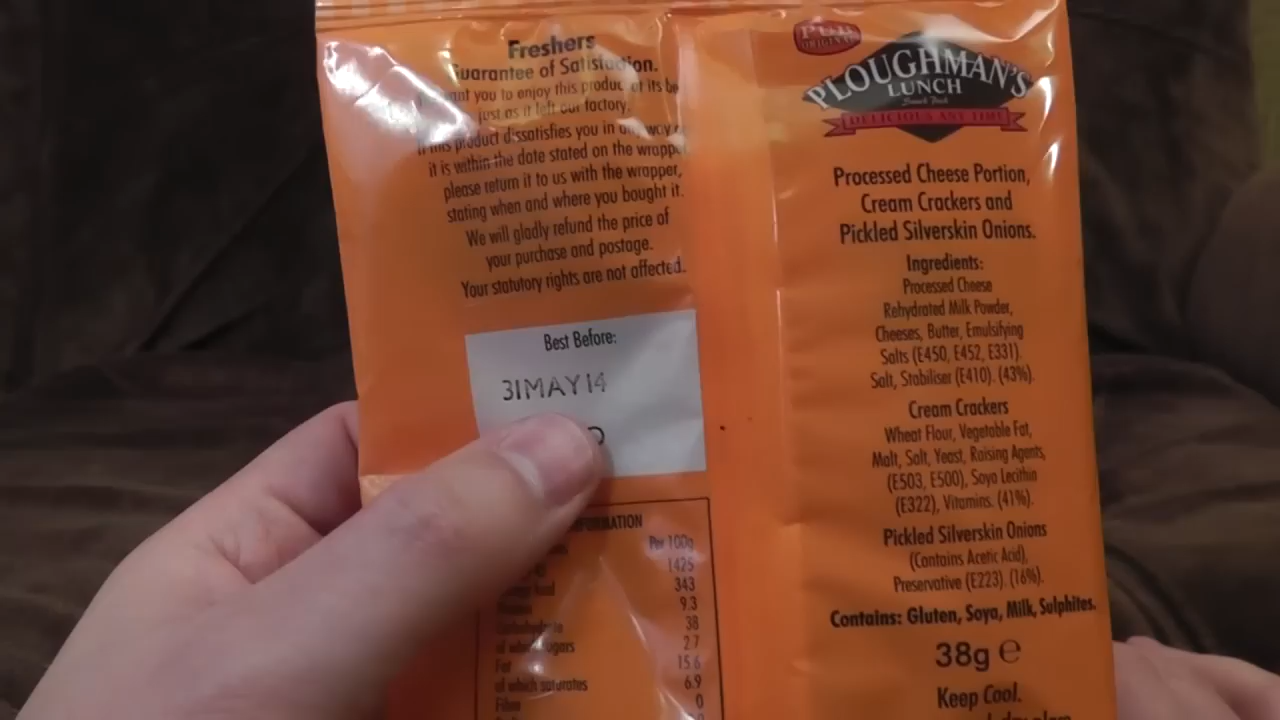 Freshers
Guarantee of Satisfaction.
you to enjoy this product at its
just as it left our factory.
product dissatisfies you in any way
it is within the date stated on the wrapper,
please return it to us with the wrapper,
stating when and where you bought it.
We will gladly refund the price of
your purchase and postage.
Your statutory rights are not affected.
Best Before:
31MAY14
Per 100g
1425
343
9.3
Carbohydrate 38
of which sugars 2.7
Fat 15.6
of which saturates 6.9
Fibre 0
PUB
ORIGINAL
PLOUGHMAN'S
LUNCH
Snack Pack
DELICIOUS ANY TIME
Processed Cheese Portion,
Cream Crackers and
Pickled Silverskin Onions.
Ingredients:
Processed Cheese
Rehydrated Milk Powder,
Cheeses, Butter, Emulsifying
Salts (E450, E452, E331).
Salt, Stabiliser (E410). (43%).
Cream Crackers
Wheat Flour, Vegetable Fat,
Malt, Salt, Yeast, Raising Agents,
(E503, E500), Soya Lecithin
(E322), Vitamins. (41%).
Pickled Silverskin Onions
(Contains Acetic Acid),
Preservative (E223). (16%).
Contains: Gluten, Soya, Milk, Sulphites.
38g e
Keep Cool.